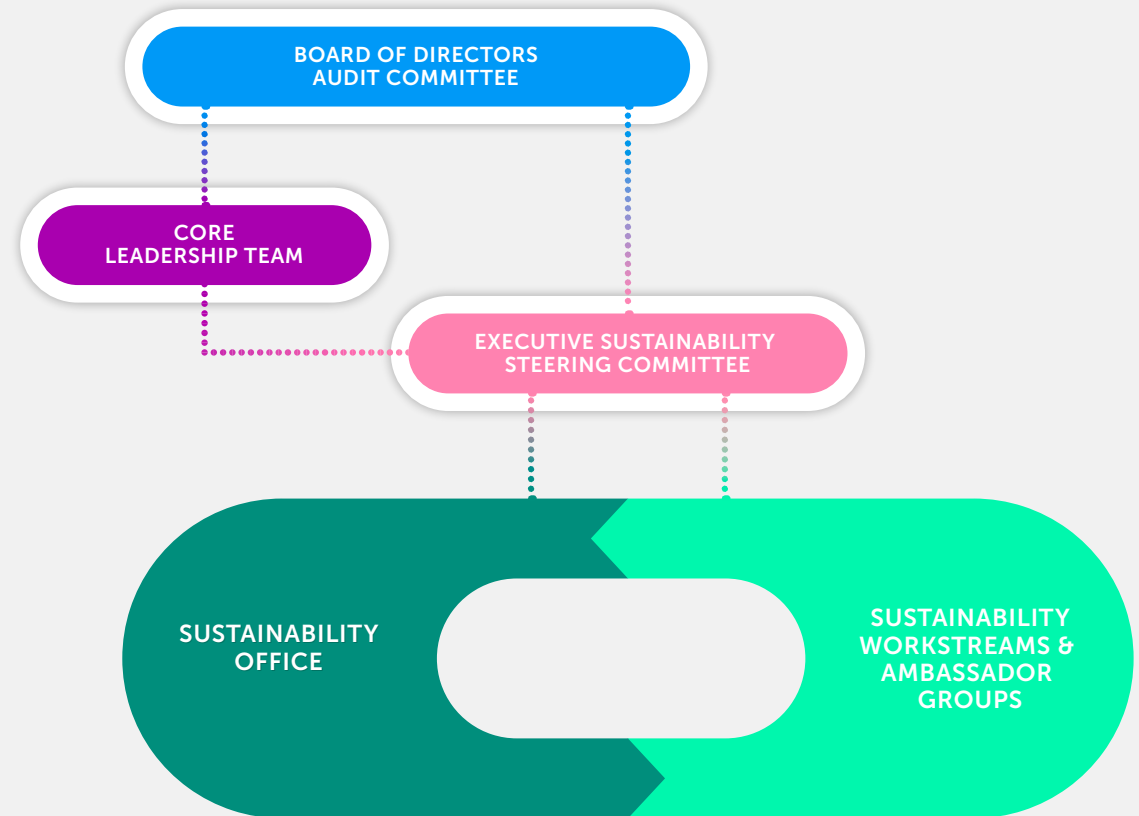 BOARD OF DIRECTORS
AUDIT COMMITTEE
CORE
LEADERSHIP TEAM
EXECUTIVE SUSTAINABILITY
STEERING COMMITTEE
SUSTAINABILITY
OFFICE
SUSTAINABILITY
WORKSTREAMS &
AMBASSADOR
GROUPS